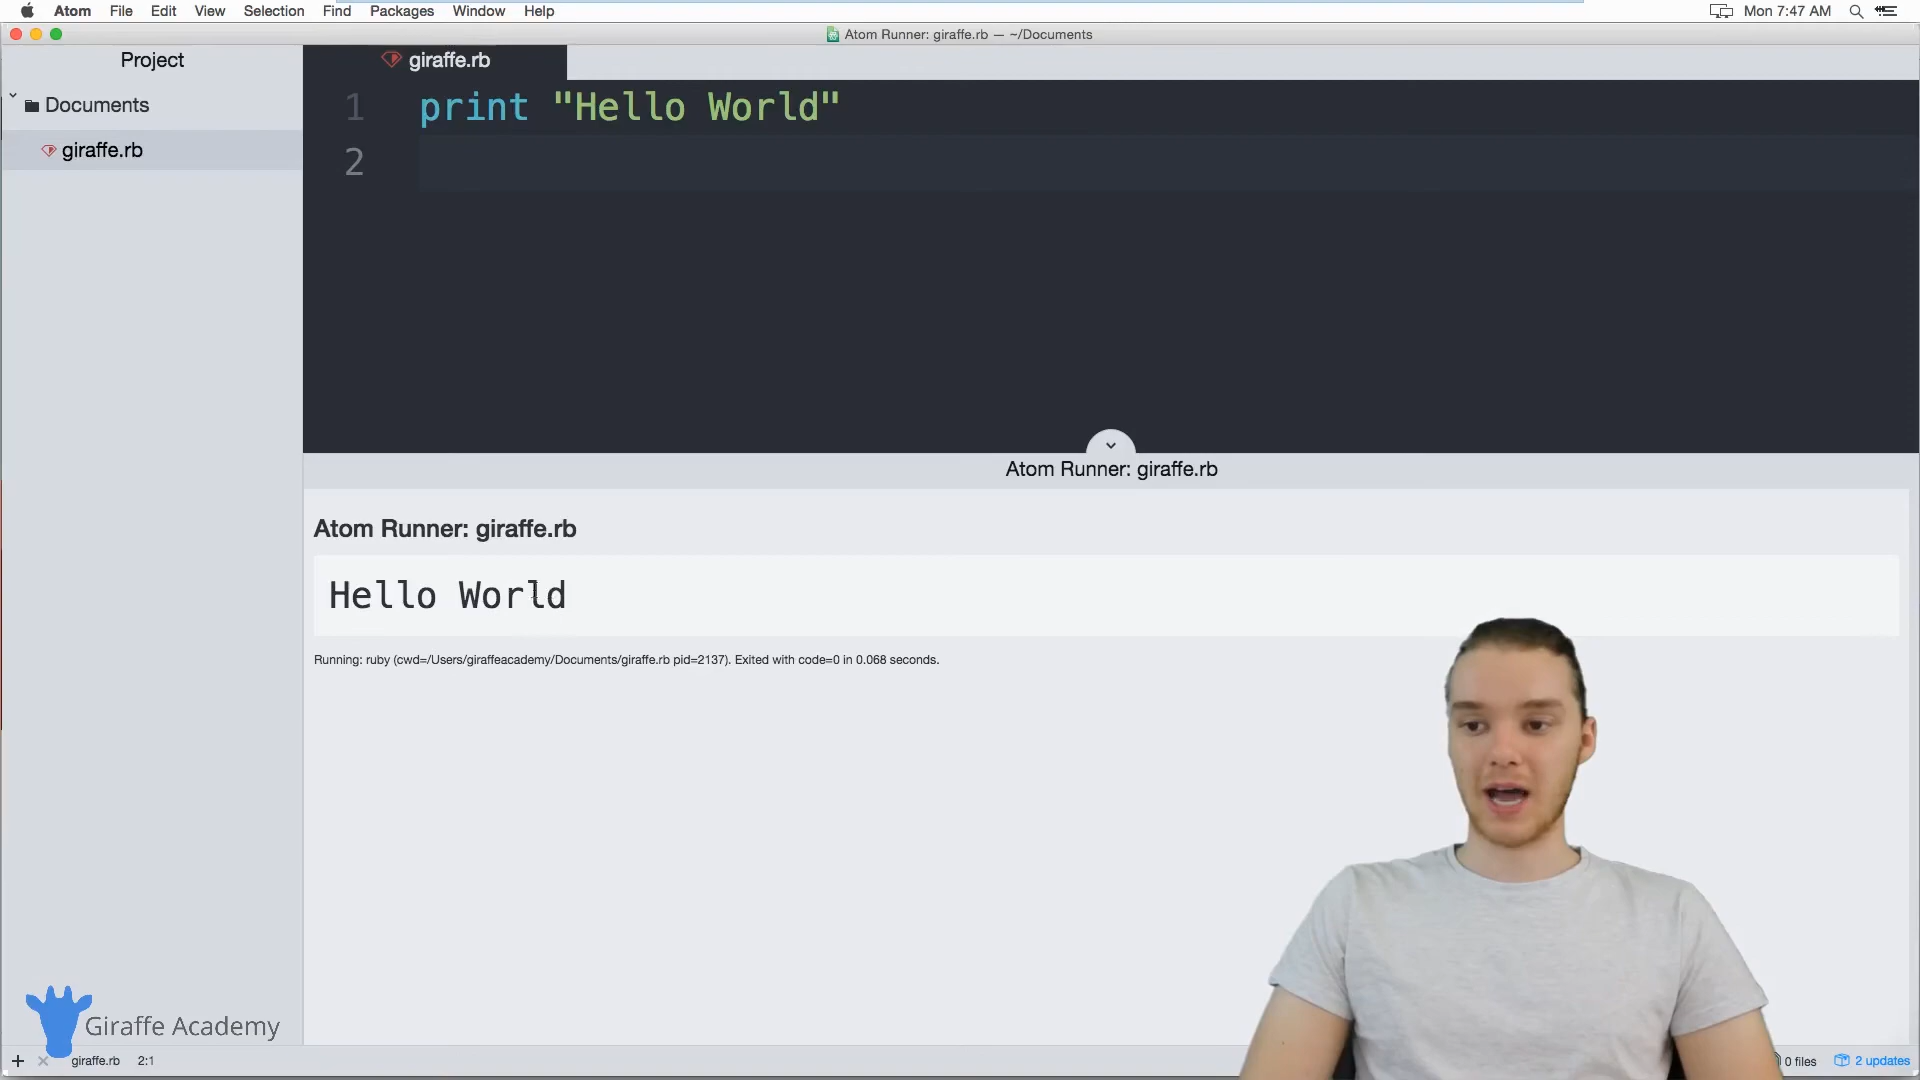 Atom File Edit View Selection Find Packages Window Help Mon 7:47 AM
Atom Runner: giraffe.rb — ~/Documents
Project
Documents
giraffe.rb
giraffe.rb
1 print "Hello World"
2
Atom Runner: giraffe.rb
Atom Runner: giraffe.rb
Hello World
Running: ruby (cwd=/Users/giraffeacademy/Documents/giraffe.rb pid=2137). Exited with code=0 in 0.068 seconds.
Giraffe Academy
giraffe.rb 2:1 0 files 2 updates